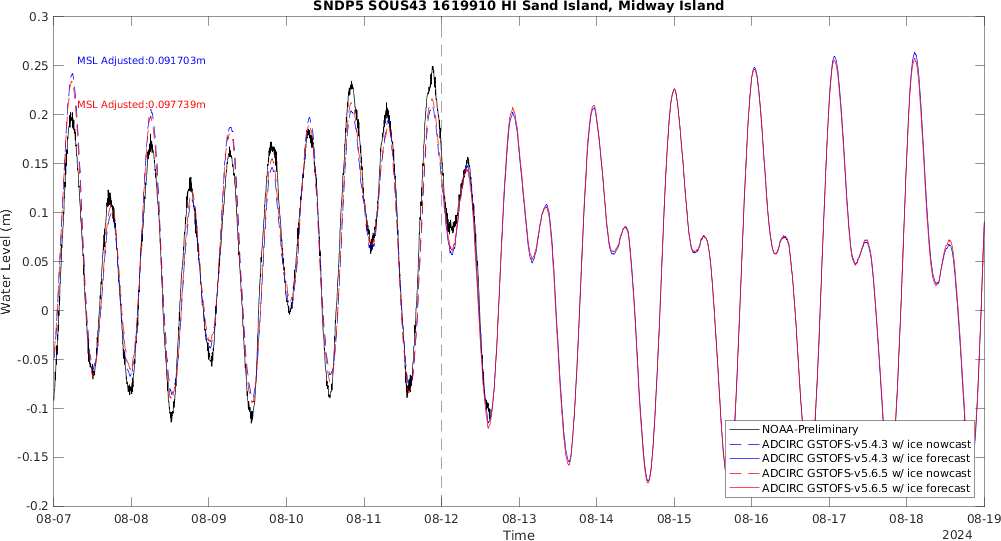 SNDP5 SOUS43 1619910 HI Sand Island, Midway Island
0.3
0.25
0.2
0.15
0.1
0.05
0
-0.05
-0.1
-0.15
-0.2
Water Level (m)
MSL Adjusted:0.091703m
MSL Adjusted:0.097739m
NOAA-Preliminary
ADCIRC GSTOFS-v5.4.3 w/ ice nowcast
ADCIRC GSTOFS-v5.4.3 w/ ice forecast
ADCIRC GSTOFS-v5.6.5 w/ ice nowcast
ADCIRC GSTOFS-v5.6.5 w/ ice forecast
08-07 08-08 08-09 08-10 08-11 08-12 08-13 08-14 08-15 08-16 08-17 08-18 08-19
Time
2024